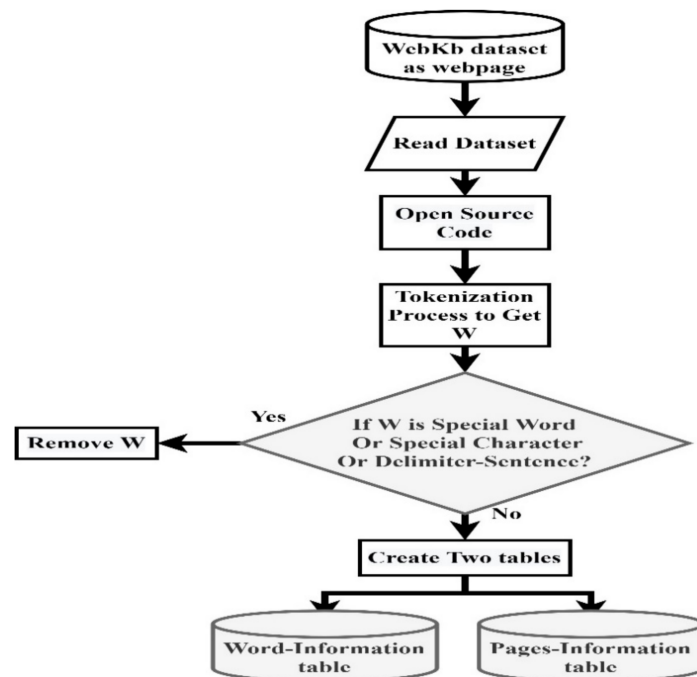 WebKb dataset
as webpage
Read Dataset
Open Source
Code
Tokenization
Process to Get
W
Yes
If W is Special Word
Or Special Character
Or Delimiter-Sentence?
Remove W
No
Create Two tables
Word-Information
table
Pages-Information
table